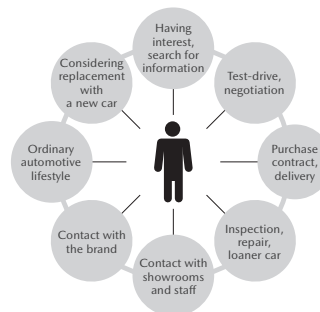 Having
interest,
search for
information
Test-drive,
negotiation
Purchase
contract,
delivery
Inspection,
repair,
loaner car
Contact with
showrooms
and staff
Contact with
the brand
Ordinary
automotive
lifestyle
Considering
replacement
with
a new car